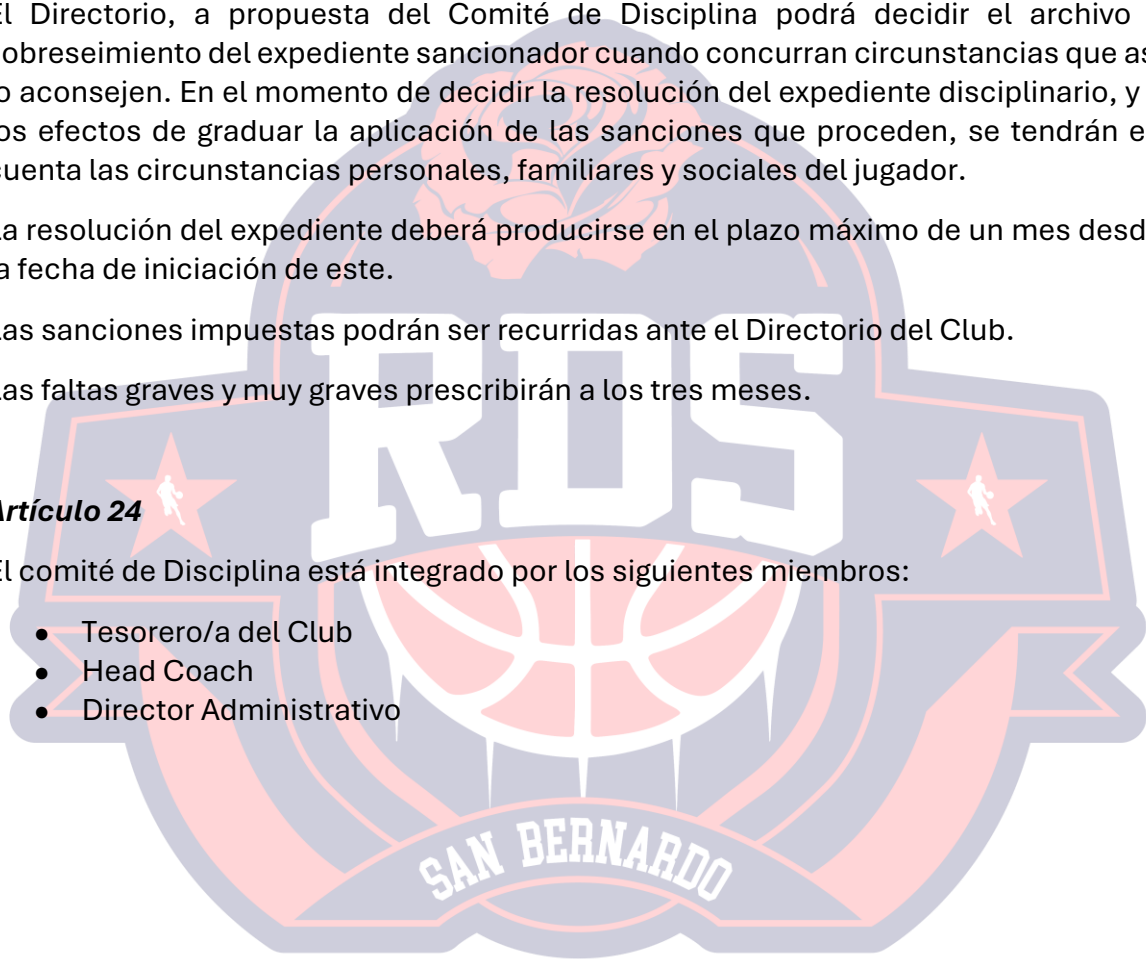 El Directorio, a propuesta del Comité de Disciplina podrá decidir el archivo
sobreseimiento del expediente sancionador cuando concurran circunstancias que as
lo aconsejen. En el momento de decidir la resolución del expediente disciplinario, y
los efectos de graduar la aplicación de las sanciones que proceden, se tendrán e
cuenta las circunstancias personales, familiares y sociales del jugador.
La resolución del expediente deberá producirse en el plazo máximo de un mes desd
la fecha de iniciación de este.
Las sanciones impuestas podrán ser recurridas ante el Directorio del Club.
Las faltas graves y muy graves prescribirán a los tres meses.
RDS
Artículo 24
El comité de Disciplina está integrado por los siguientes miembros:
• Tesorero/a del Club
• Head Coach
• Director Administrativo
SAN BERNARDO